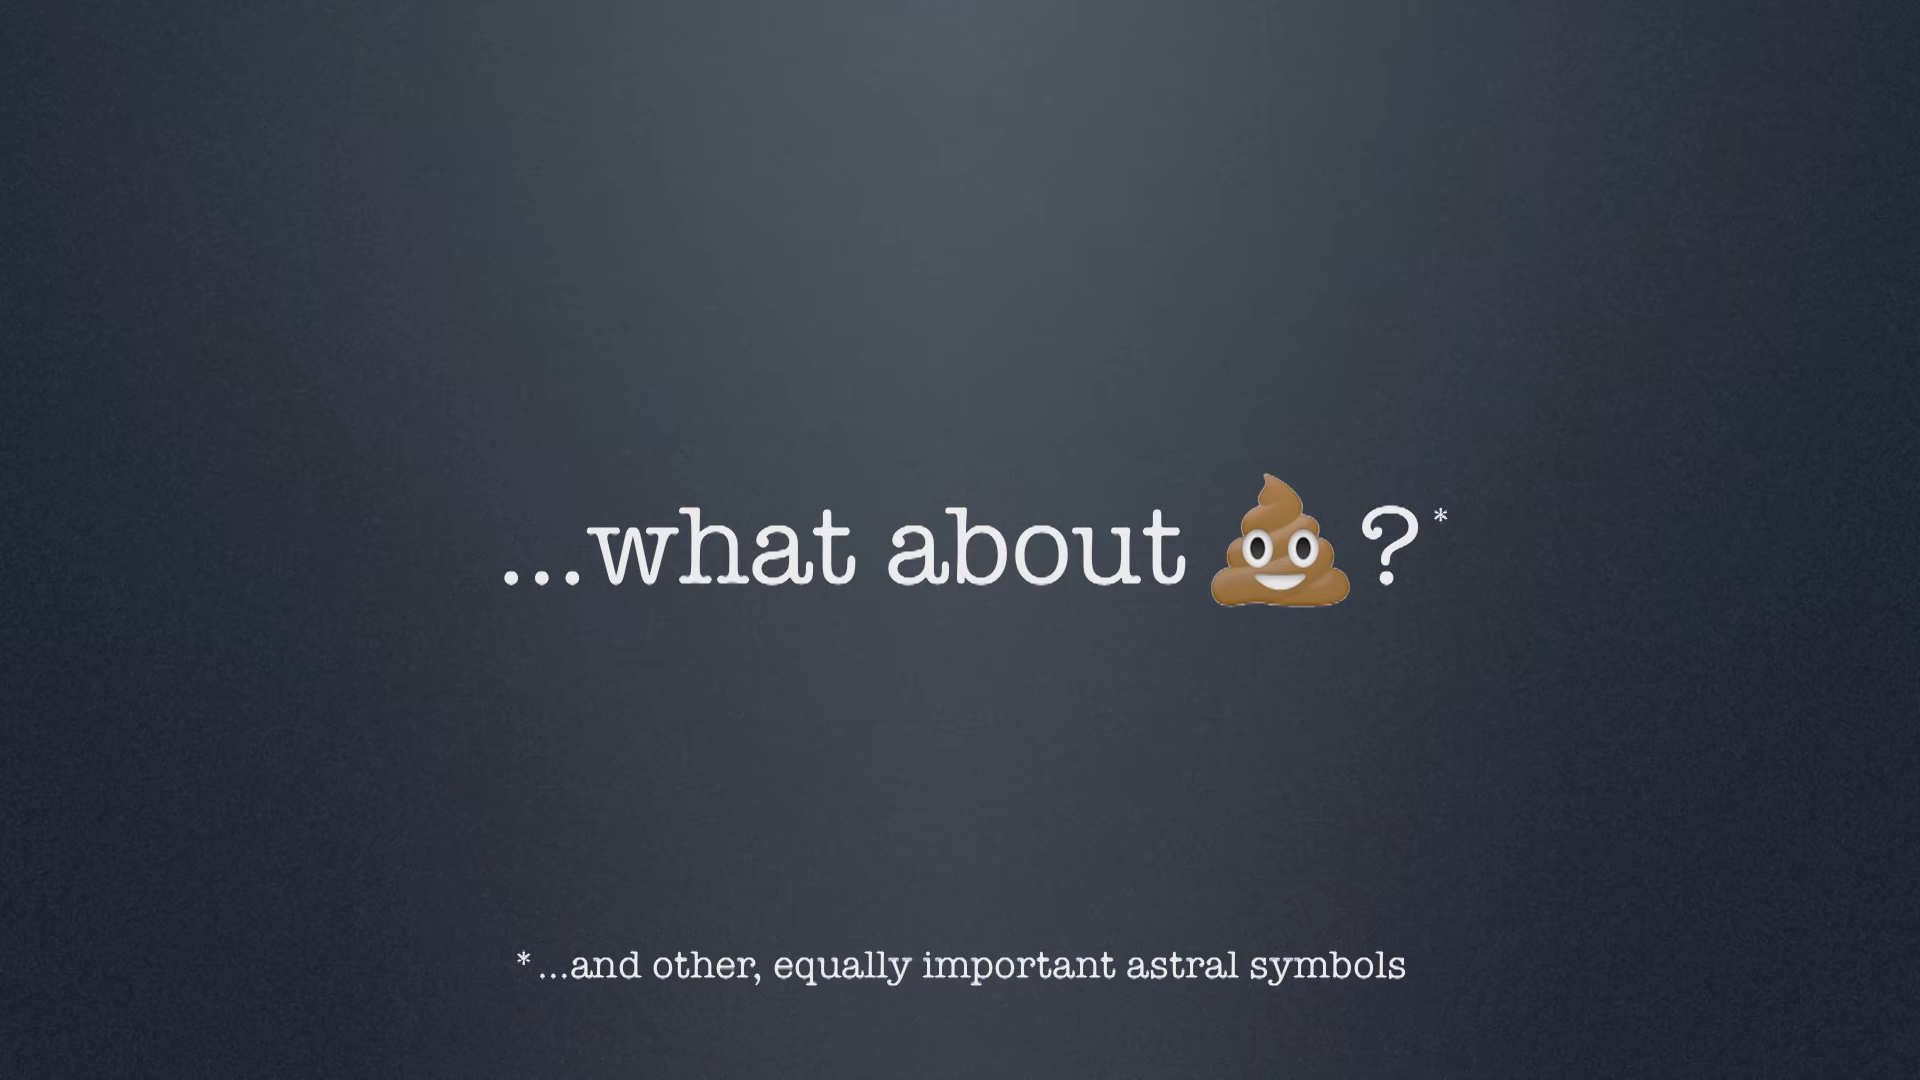 …what about 💩?*
*…and other, equally important astral symbols